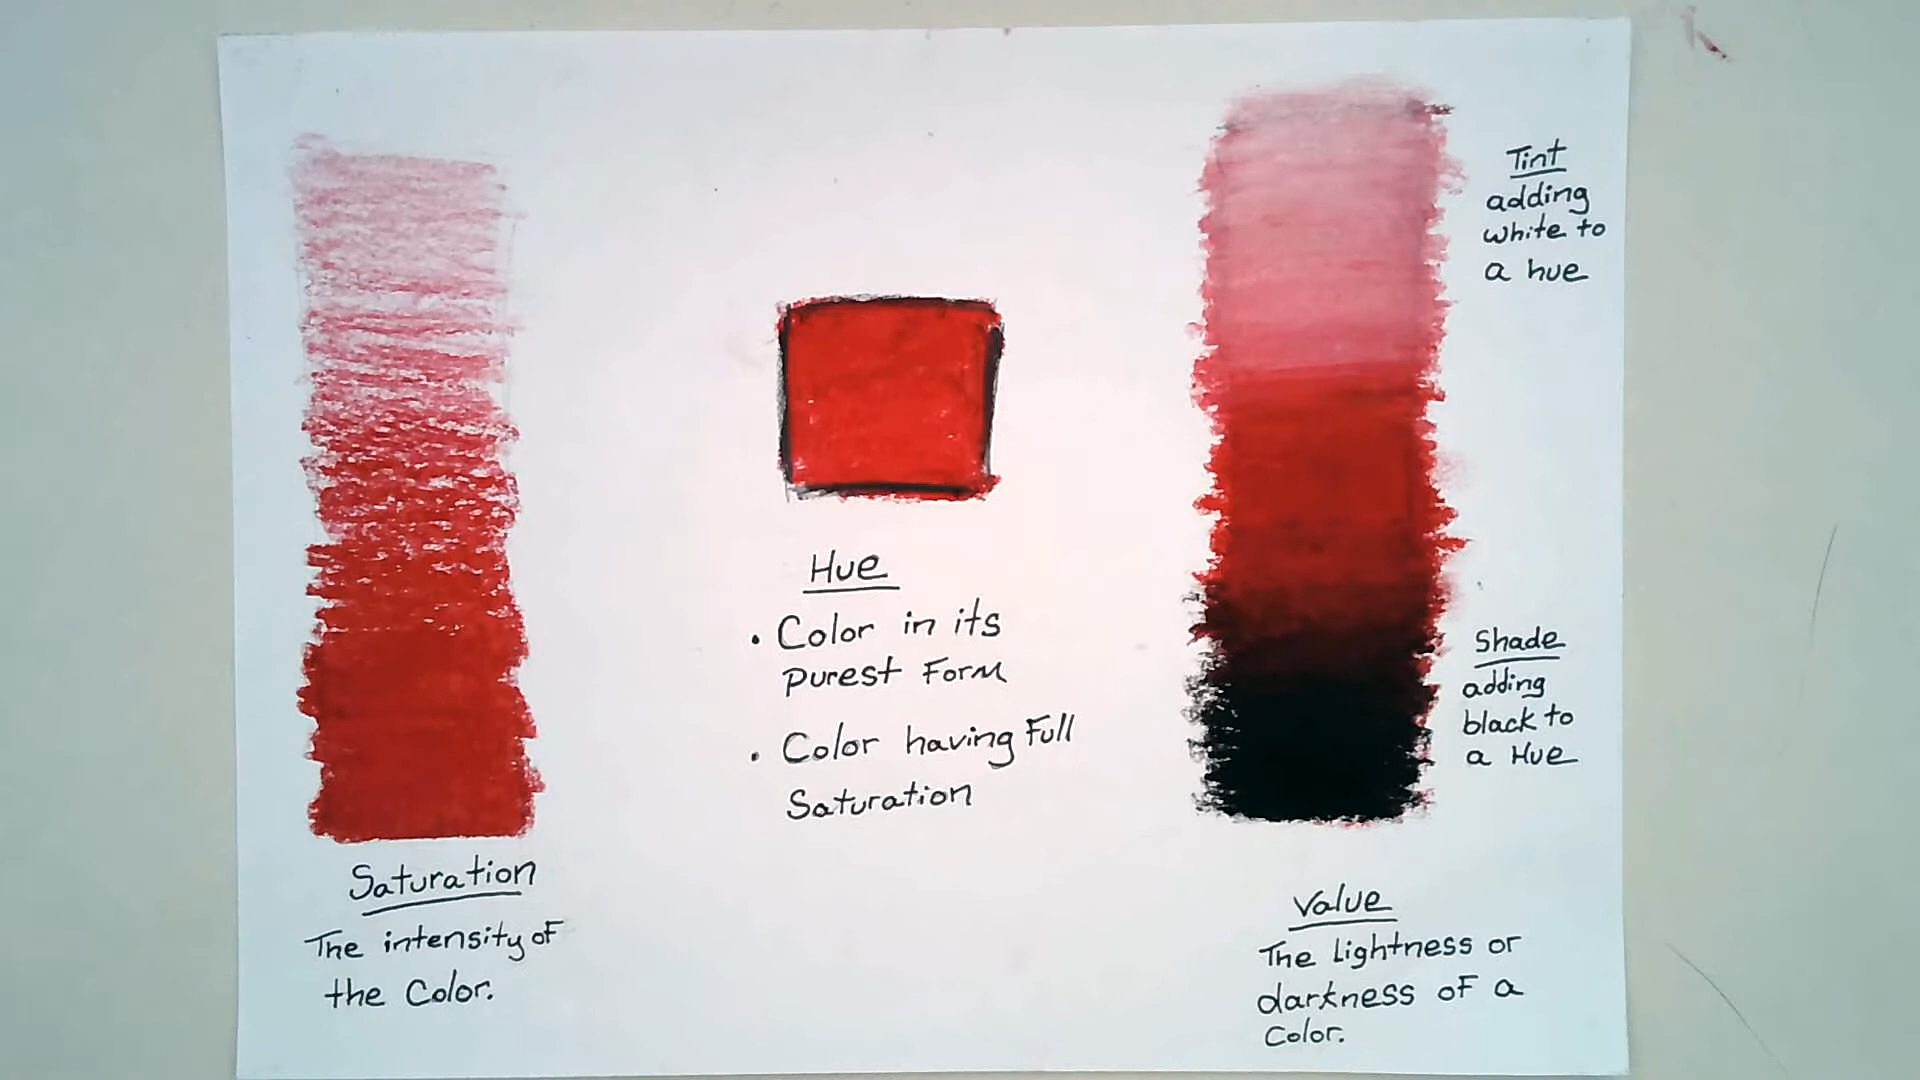 Saturation
The intensity of
the Color.
Hue
• Color in its
purest Form
• Color having Full
Saturation
Tint
adding
white to
a hue
Shade
adding
black to
a Hue
Value
The Lightness or
darkness of a
Color.